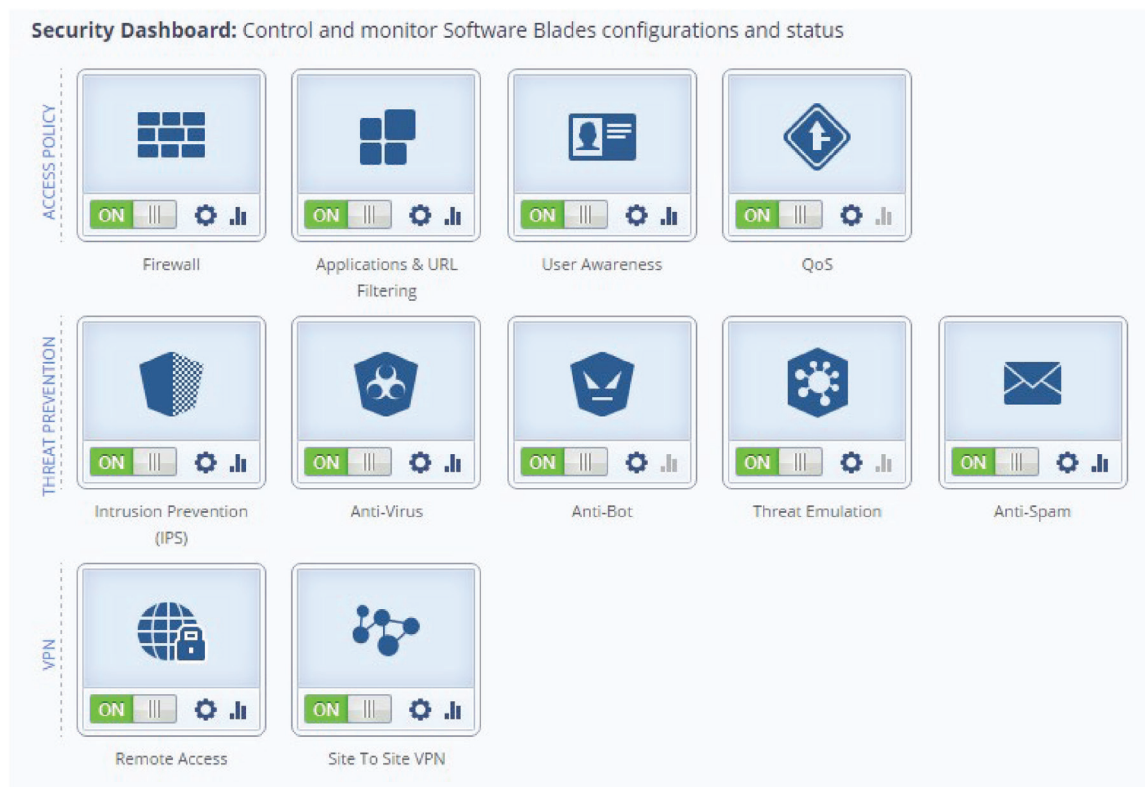 Security Dashboard: Control and monitor Software Blades configurations and status
ACCESS POLICY
ON
ON
ON
ON
Firewall
Applications & URL
Filtering
User Awareness
QoS
THREAT PREVENTION
ON
ON
ON
ON
ON
Intrusion Prevention
(IPS)
Anti-Virus
Anti-Bot
Threat Emulation
Anti-Spam
VPN
ON
ON
Remote Access
Site To Site VPN